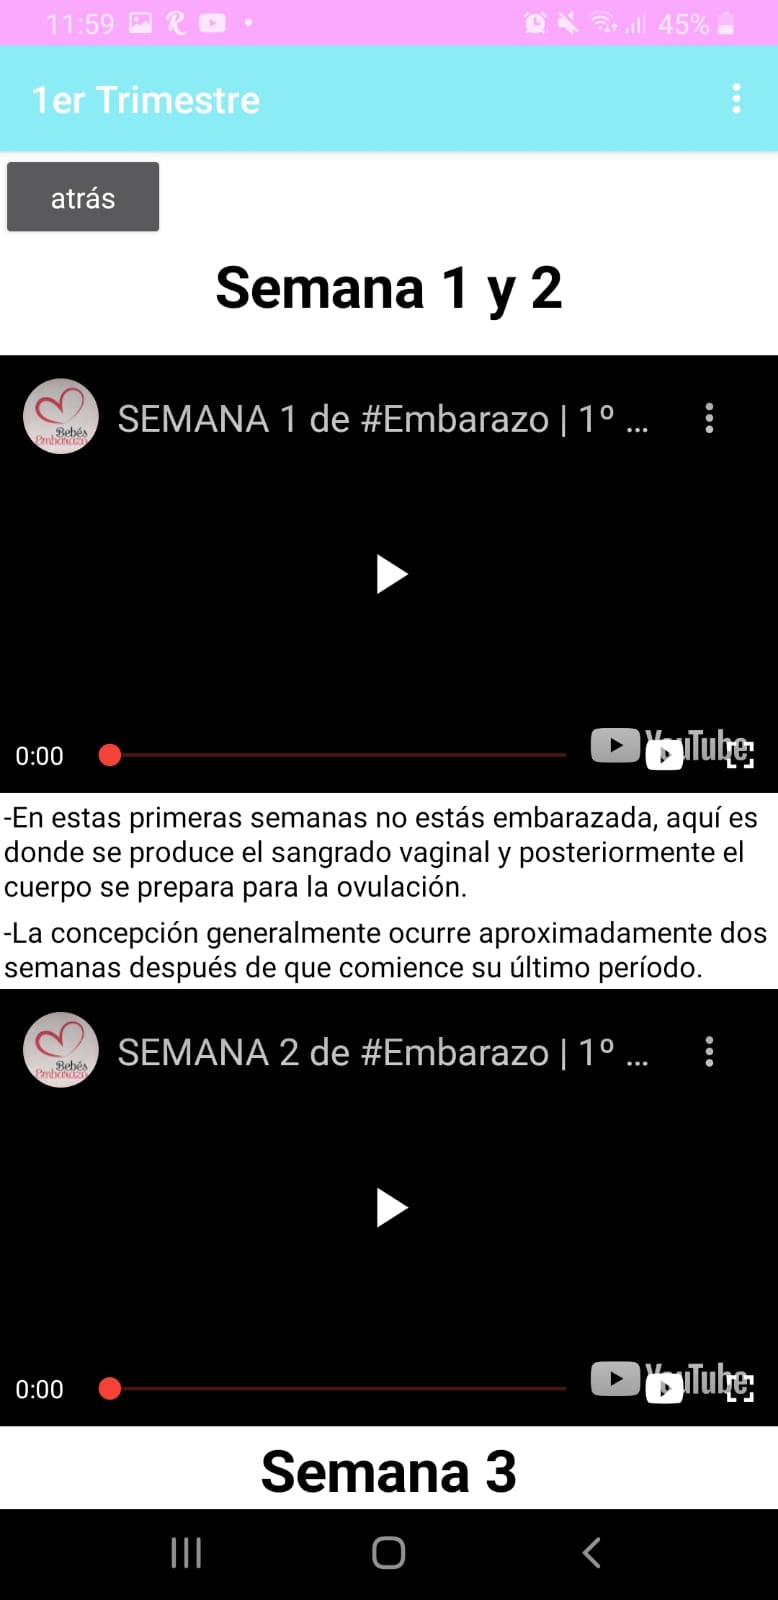 11:59
45%
1er Trimestre
atrás
Semana 1 y 2
Bebés
Embarazo
SEMANA 1 de #Embarazo | 1º ...
0:00
YouTube
-En estas primeras semanas no estás embarazada, aquí es
donde se produce el sangrado vaginal y posteriormente el
cuerpo se prepara para la ovulación.
-La concepción generalmente ocurre aproximadamente dos
semanas después de que comience su último período.
Bebés
Embarazo
SEMANA 2 de #Embarazo | 1º ...
0:00
YouTube
Semana 3